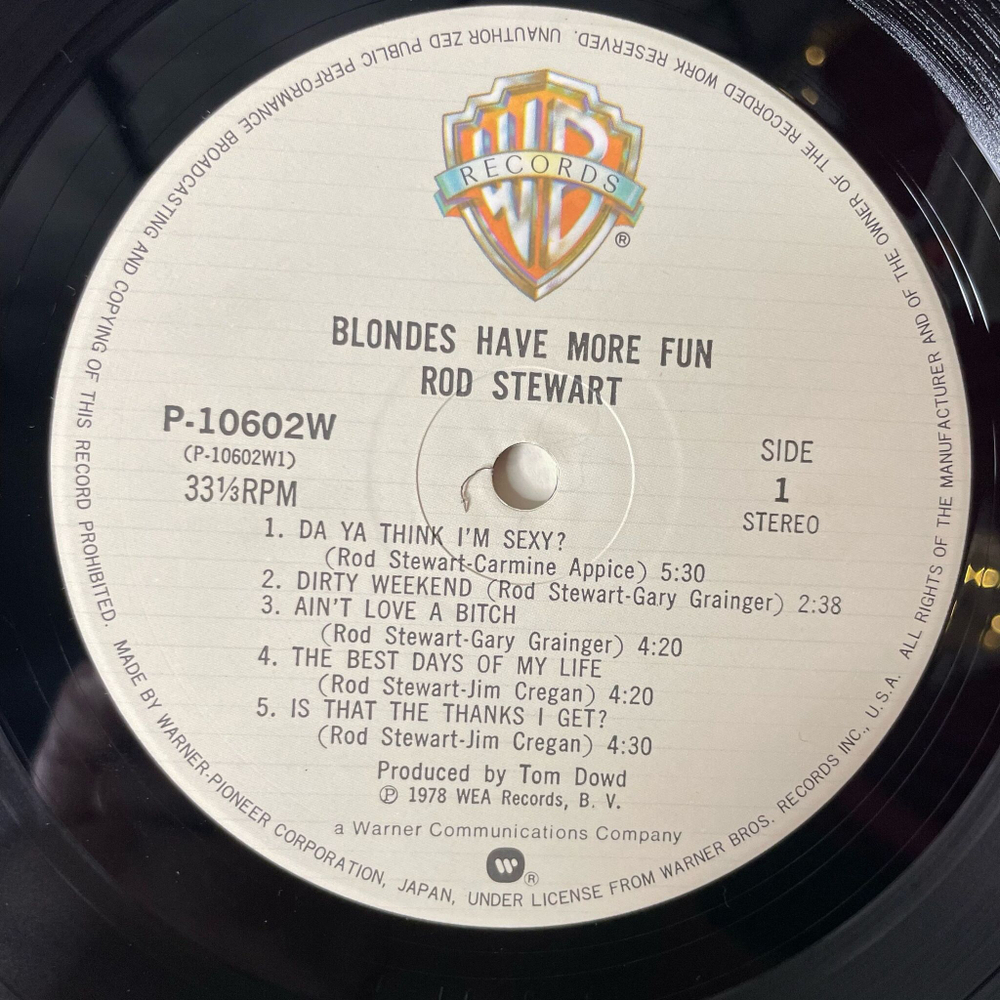 WB
RECORDS
®
BLONDES HAVE MORE FUN
ROD STEWART
P-10602W
(P-10602W1)
33⅓RPM
SIDE
1
STEREO
1. DA YA THINK I'M SEXY?
(Rod Stewart-Carmine Appice) 5:30
2. DIRTY WEEKEND (Rod Stewart-Gary Grainger) 2:38
3. AIN'T LOVE A BITCH
(Rod Stewart-Gary Grainger) 4:20
4. THE BEST DAYS OF MY LIFE
(Rod Stewart-Jim Cregan) 4:20
5. IS THAT THE THANKS I GET?
(Rod Stewart-Jim Cregan) 4:30
Produced by Tom Dowd
Ⓟ 1978 WEA Records, B. V.
a Warner Communications Company
W®
MADE BY WARNER-PIONEER CORPORATION, JAPAN, UNDER LICENSE FROM WARNER BROS. RECORDS INC., U.S.A. ALL RIGHTS OF THE MANUFACTURER AND OF THE OWNER OF THE RECORDED WORK RESERVED. UNAUTHOR ZED PUBLIC PERFORMANCE BROADCASTING AND COPYING OF THIS RECORD PROHIBITED.